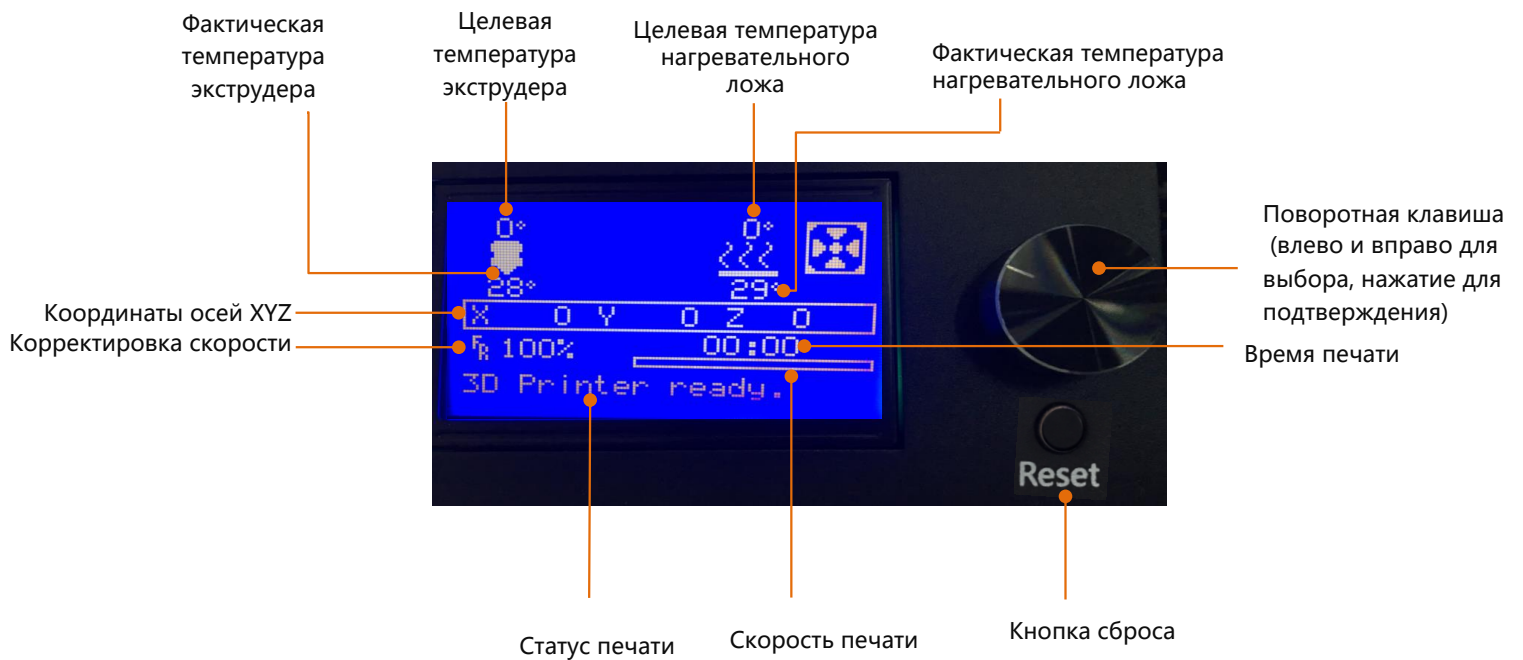 Фактическая
температура
экструдера
Целевая
температура
экструдера
Целевая температура
нагревательного
ложа
Фактическая температура
нагревательного ложа
0°
0°
28°
29°
X 0 Y 0 Z 0
FR 100% 00:00
3D Printer ready.
Координаты осей XYZ
Корректировка скорости
Поворотная клавиша
(влево и вправо для
выбора, нажатие для
подтверждения)
Время печати
Reset
Статус печати
Скорость печати
Кнопка сброса